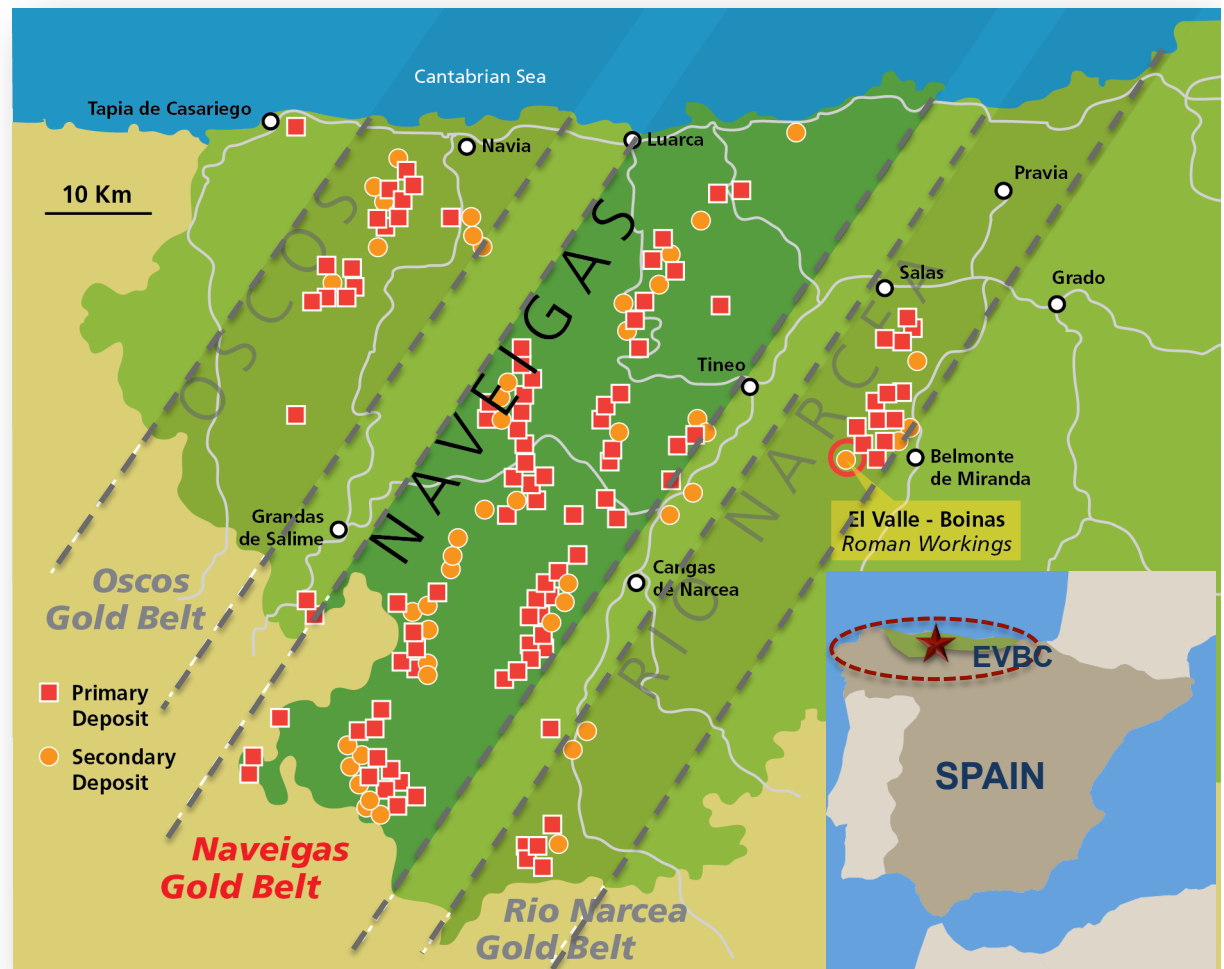 Cantabrian Sea
Tapia de Casariego
Navia
Luarca
10 Km
Pravia
OSCOS
NAVEIGAS
RIO NARCEA
Salas
Grado
Tineo
Belmonte
de Miranda
El Valle - Boinas
Roman Workings
Grandas
de Salime
Cangas
de Narcea
Oscos
Gold Belt
Primary
Deposit
Secondary
Deposit
Naveigas
Gold Belt
Rio Narcea
Gold Belt
EVBC
SPAIN